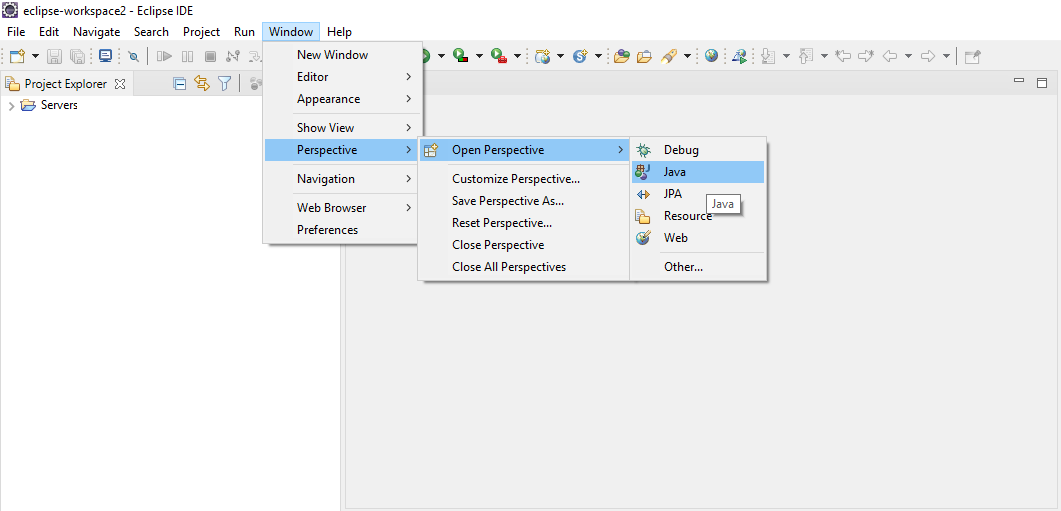 eclipse-workspace2 - Eclipse IDE
File Edit Navigate Search Project Run Window Help
Project Explorer
Servers
New Window
Editor
Appearance
Show View
Perspective
Navigation
Web Browser
Preferences
Open Perspective
Customize Perspective...
Save Perspective As...
Reset Perspective...
Close Perspective
Close All Perspectives
Debug
Java
JPA
Java
Resource
Web
Other...